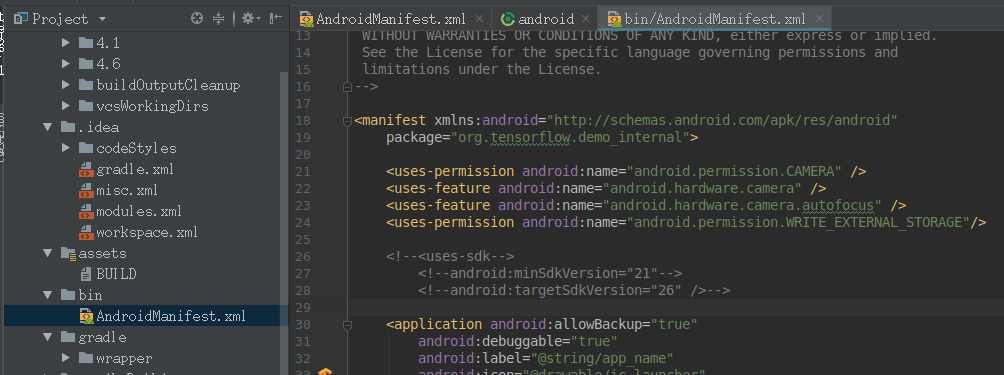 Project
4.1
4.6
buildOutputCleanup
vcsWorkingDirs
.idea
codeStyles
gradle.xml
misc.xml
modules.xml
workspace.xml
assets
BUILD
bin
AndroidManifest.xml
gradle
wrapper
AndroidManifest.xml × android × bin/AndroidManifest.xml ×
13 WITHOUT WARRANTIES OR CONDITIONS OF ANY KIND, either express or implied.
14 See the License for the specific language governing permissions and
15 limitations under the License.
16 -->
17
18 <manifest xmlns:android="http://schemas.android.com/apk/res/android"
19 package="org.tensorflow.demo_internal">
20
21 <uses-permission android:name="android.permission.CAMERA" />
22 <uses-feature android:name="android.hardware.camera" />
23 <uses-feature android:name="android.hardware.camera.autofocus" />
24 <uses-permission android:name="android.permission.WRITE_EXTERNAL_STORAGE"/>
25
26 <!--<uses-sdk-->
27 <!--android:minSdkVersion="21"-->
28 <!--android:targetSdkVersion="26" />-->
29
30 <application android:allowBackup="true"
31 android:debuggable="true"
32 android:label="@string/app_name"
33 android:icon="@drawable/ic_launcher"